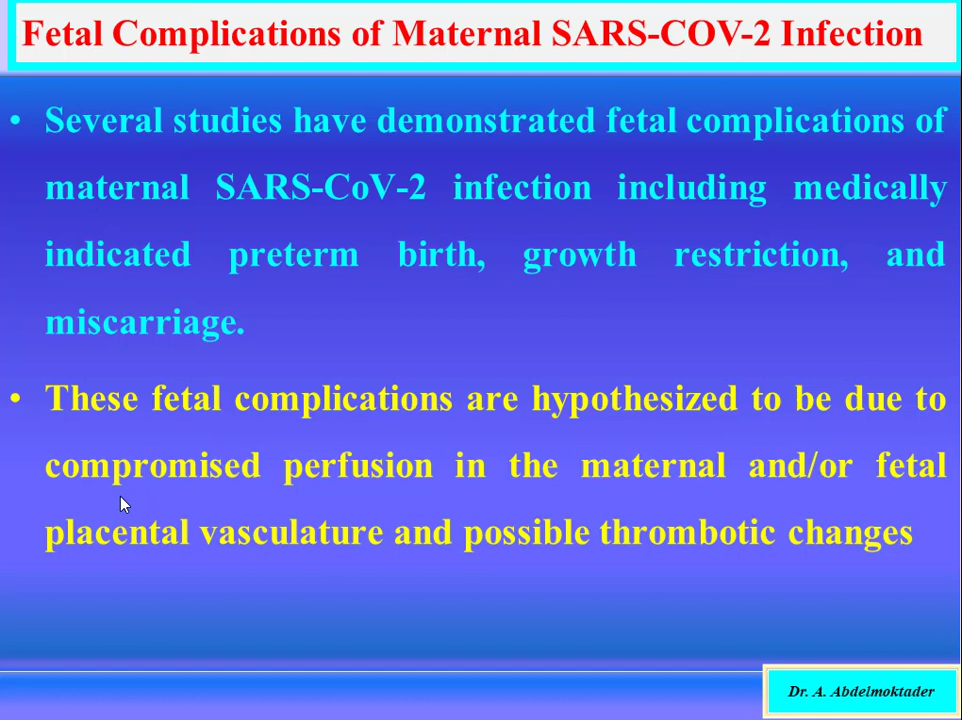 Fetal Complications of Maternal SARS-COV-2 Infection
• Several studies have demonstrated fetal complications of
maternal SARS-CoV-2 infection including medically
indicated preterm birth, growth restriction, and
miscarriage.
• These fetal complications are hypothesized to be due to
compromised perfusion in the maternal and/or fetal
placental vasculature and possible thrombotic changes
Dr. A. Abdelmoktader